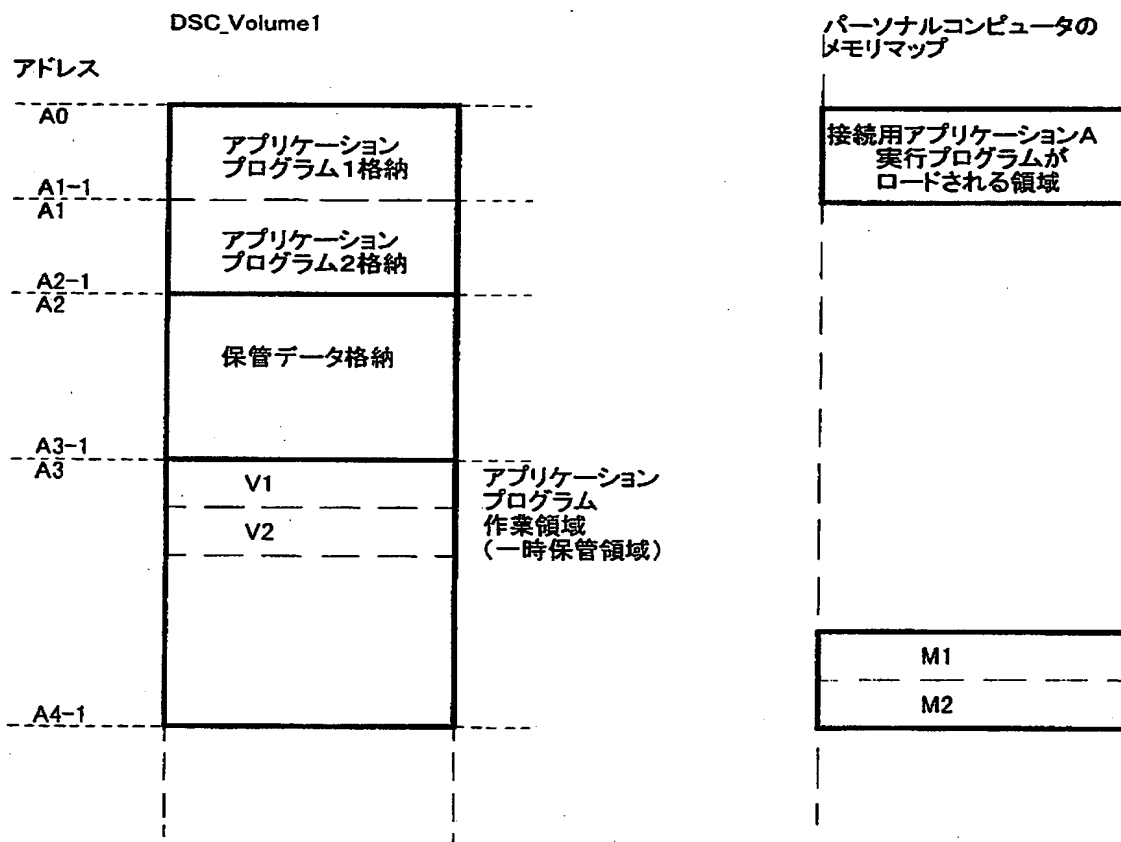 DSC_Volume1
アドレス
A0
アプリケーション
プログラム1格納
A1-1
A1
アプリケーション
プログラム2格納
A2-1
A2
保管データ格納
A3-1
A3
V1
V2
アプリケーション
プログラム
作業領域
(一時保管領域)
A4-1
パーソナルコンピュータの
メモリマップ
接続用アプリケーションA
実行プログラムが
ロードされる領域
M1
M2